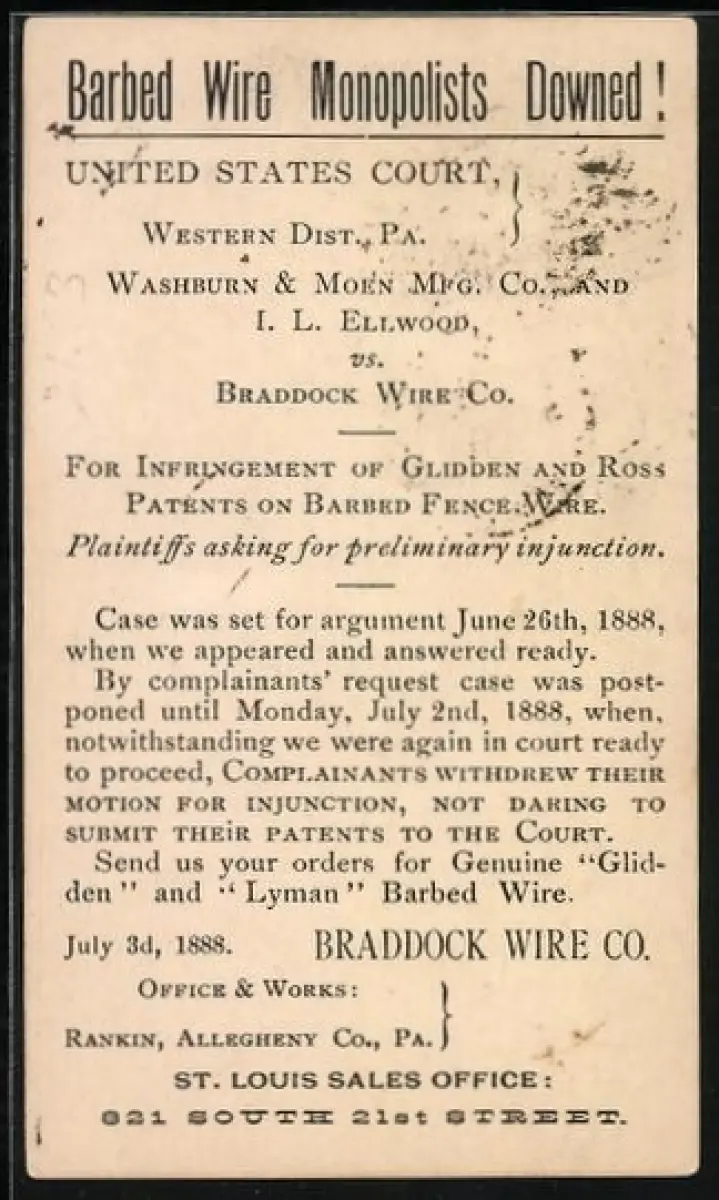 Barbed Wire Monopolists Downed!
UNITED STATES COURT,
WESTERN DIST., PA.
WASHBURN & MOEN MFG. CO., AND
I. L. ELLWOOD,
vs.
BRADDOCK WIRE CO.
FOR INFRINGEMENT OF GLIDDEN AND ROSS
PATENTS ON BARBED FENCE WIRE.
Plaintiffs asking for preliminary injunction.
Case was set for argument June 26th, 1888,
when we appeared and answered ready.
By complainants' request case was post-
poned until Monday, July 2nd, 1888, when,
notwithstanding we were again in court ready
to proceed, COMPLAINANTS WITHDREW THEIR
MOTION FOR INJUNCTION, NOT DARING TO
SUBMIT THEiR PATENTS TO THE COURT.
Send us your orders for Genuine "Glid-
den" and "Lyman" Barbed Wire.
July 3d, 1888. BRADDOCK WIRE CO.
OFFICE & WORKS:
RANKIN, ALLEGHENY CO., PA.
ST. LOUIS SALES OFFICE:
821 SOUTH 21st STREET.